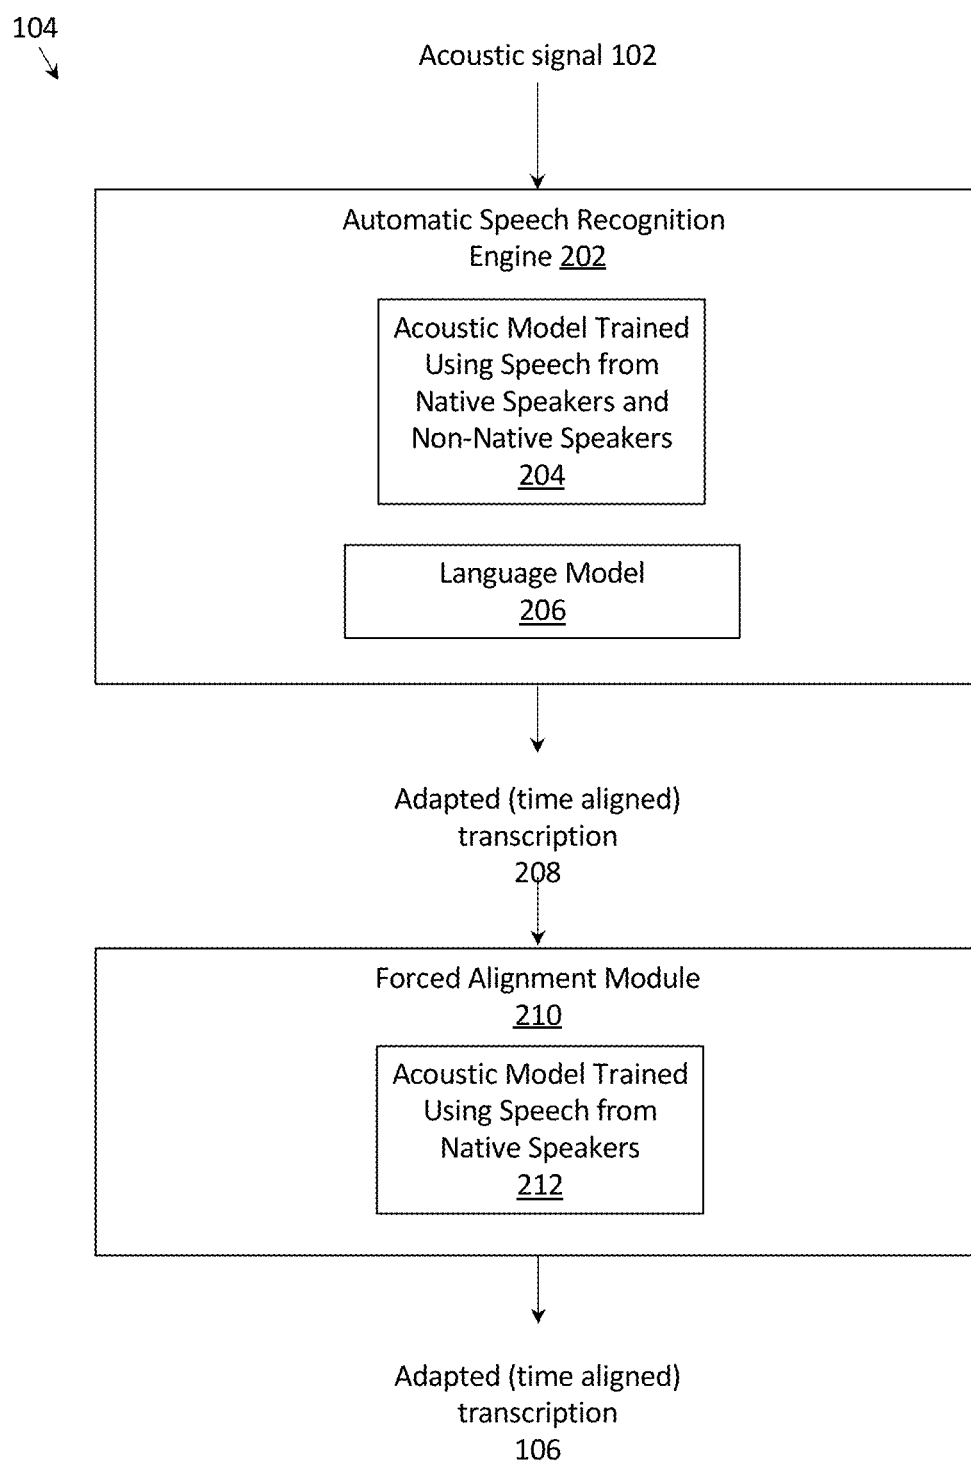 104
Acoustic signal 102
Automatic Speech Recognition
Engine 202
Acoustic Model Trained
Using Speech from
Native Speakers and
Non-Native Speakers
204
Language Model
206
Adapted (time aligned)
transcription
208
Forced Alignment Module
210
Acoustic Model Trained
Using Speech from
Native Speakers
212
Adapted (time aligned)
transcription
106